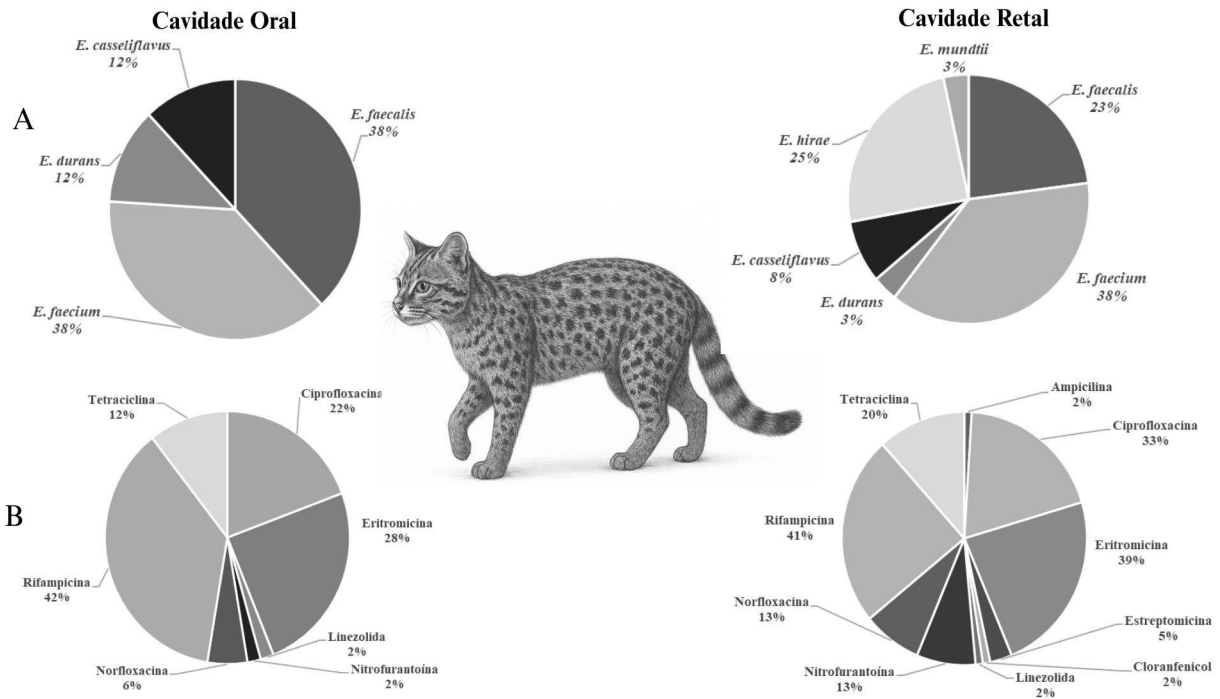 Cavidade Oral
E. casseliflavus
12%
E. faecalis
38%
A
E. durans
12%
E. faecium
38%
Cavidade Retal
E. mundtii
3%
E. faecalis
23%
E. hirae
25%
E. casseliflavus
8%
E. durans
3%
E. faecium
38%
Tetraciclina
12%
Ciprofloxacina
22%
B
Eritromicina
28%
Rifampicina
42%
Linezolida
2%
Norfloxacina
6%
Nitrofurantoína
2%
Tetraciclina
20%
Ampicilina
2%
Ciprofloxacina
33%
Rifampicina
41%
Eritromicina
39%
Norfloxacina
13%
Estreptomicina
5%
Nitrofurantoína
13%
Linezolida
2%
Cloranfenicol
2%